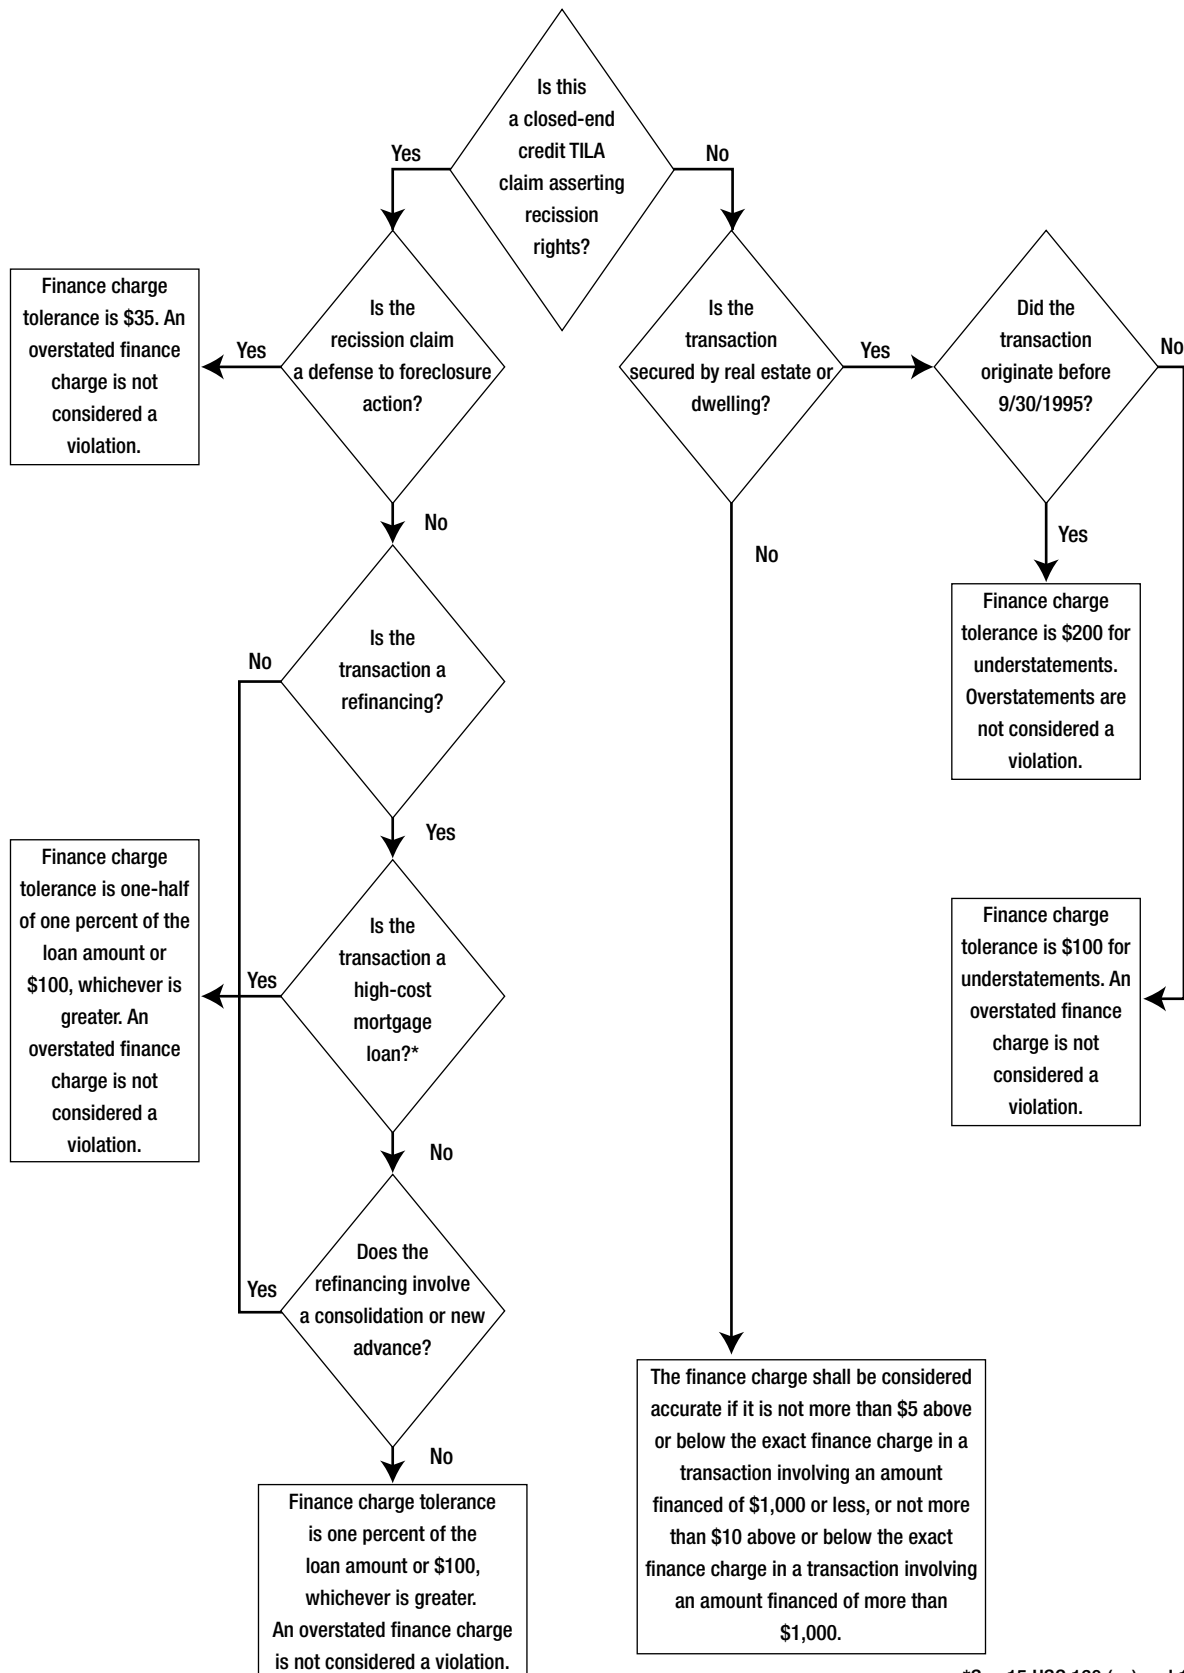 Is this
a closed-end
credit TILA
claim asserting
recission
rights?
Yes
No
Finance charge
tolerance is $35. An
overstated finance
charge is not
considered a
violation.
Yes
Is the
recission claim
a defense to foreclosure
action?
Is the
transaction
secured by real estate or
dwelling?
Yes
Did the
transaction
originate before
9/30/1995?
No
No
No
Yes
Finance charge
tolerance is $200 for
understatements.
Overstatements are
not considered a
violation.
Is the
transaction a
refinancing?
No
Yes
Finance charge
tolerance is one-half
of one percent of the
loan amount or
$100, whichever is
greater. An
overstated finance
charge is not
considered a
violation.
Yes
Is the
transaction a
high-cost
mortgage
loan?*
Finance charge
tolerance is $100 for
understatements. An
overstated finance
charge is not
considered a
violation.
No
Does the
refinancing involve
a consolidation or new
advance?
Yes
No
Finance charge tolerance
is one percent of the
loan amount or $100,
whichever is greater.
An overstated finance charge
is not considered a violation.
The finance charge shall be considered
accurate if it is not more than $5 above
or below the exact finance charge in a
transaction involving an amount
financed of $1,000 or less, or not more
than $10 above or below the exact
finance charge in a transaction involving
an amount financed of more than
$1,000.
15 USC